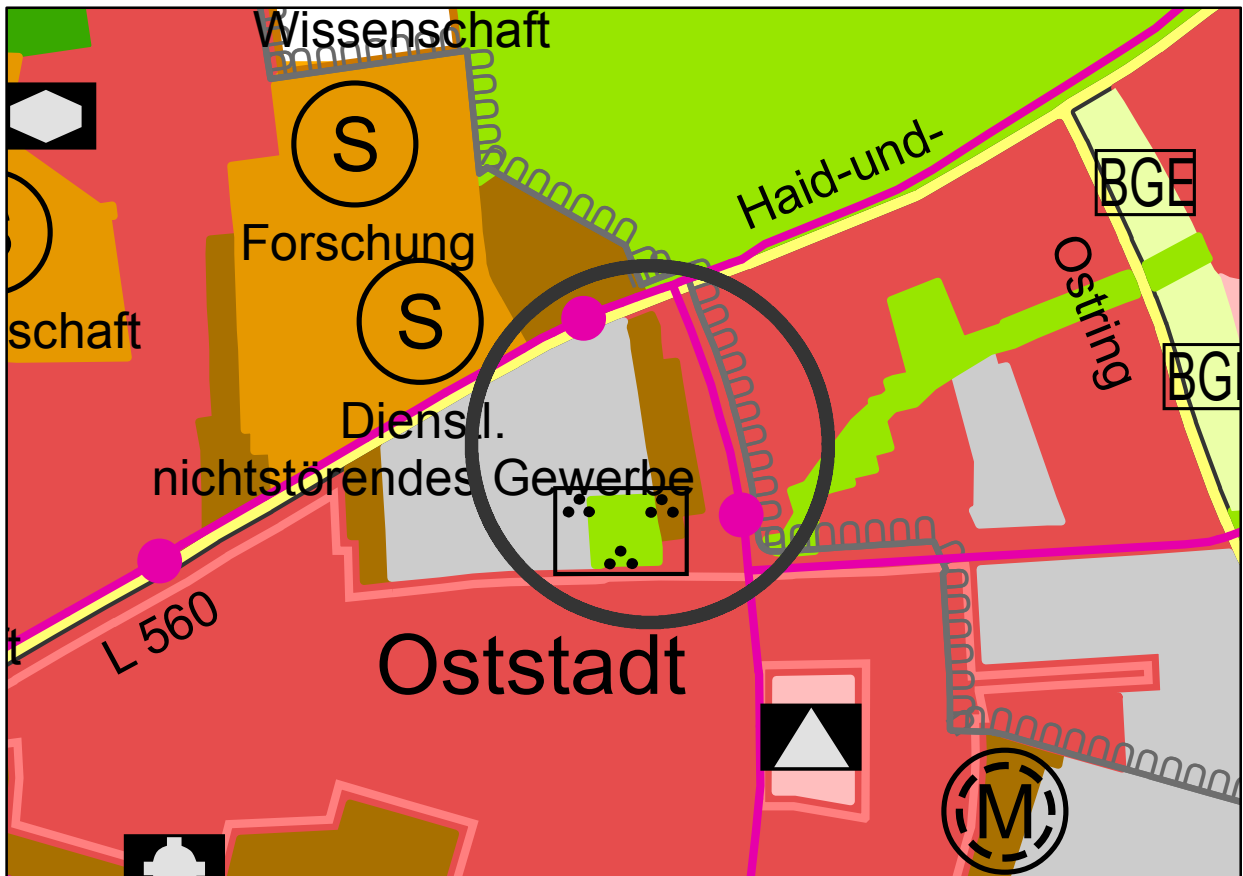 Wissenschaft
S
Haid-und-
BGE
S
Forschung
Ostring
S
schaft
BGE
Dienstl.
nichtstörendes Gewerbe
L 560
t
Oststadt
M